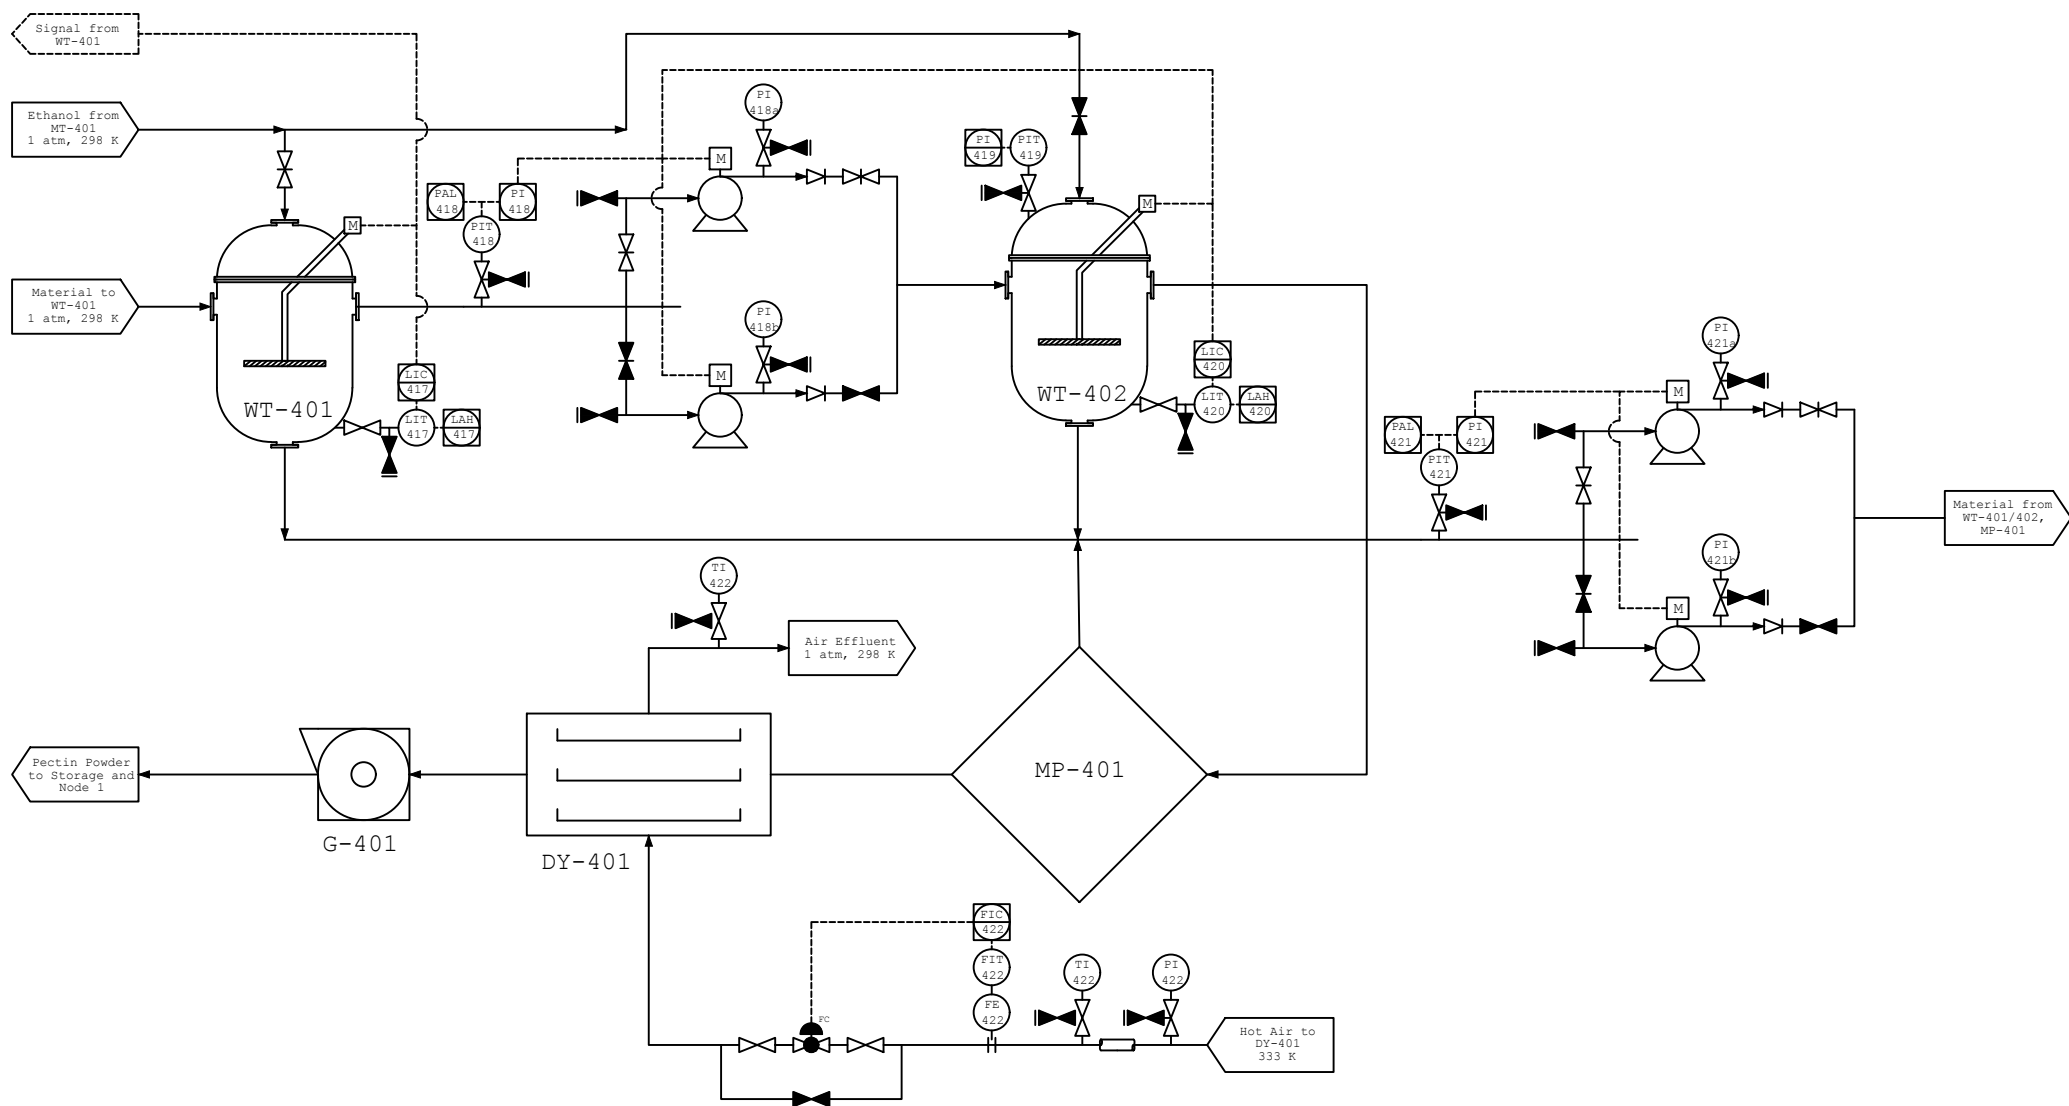 Signal from
WT-401
Ethanol from
MT-401
1 atm, 298 K
Material to
WT-401
1 atm, 298 K
M
WT-401
LIC
417
LIT
417
LAH
417
PAL
418
PI
418
PIT
418
M
PI
418a
M
PI
418b
PI
419
PIT
419
M
WT-402
LIC
420
LIT
420
LAH
420
PAL
421
PI
421
PIT
421
M
PI
421a
M
PI
421b
Material from
WT-401/402,
MP-401
TI
422
Air Effluent
1 atm, 298 K
Pectin Powder
to Storage and
Node 1
G-401
DY-401
MP-401
FIC
422
FIT
422
FE
422
FC
TI
422
PI
422
Hot Air to
DY-401
333 K